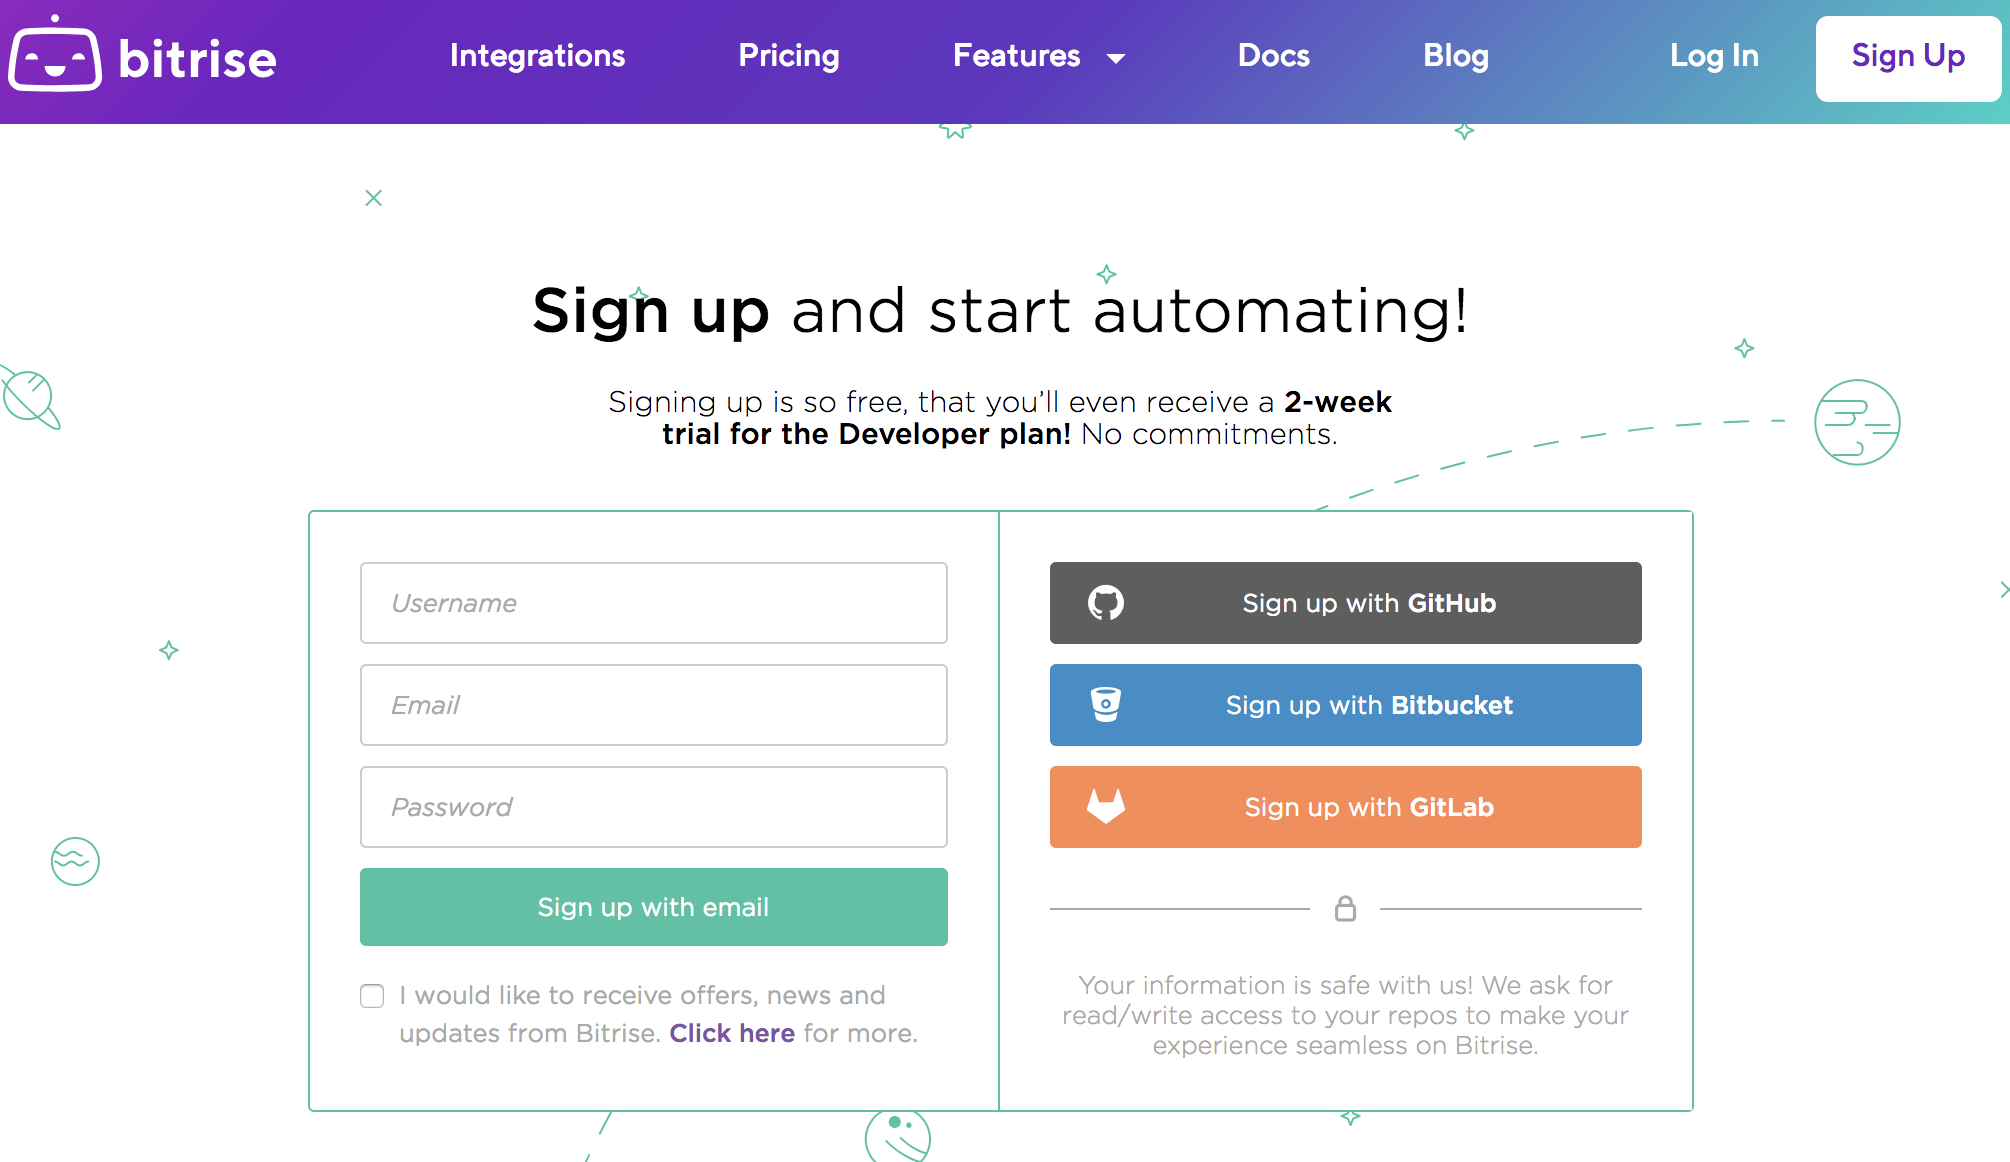 bitrise
Integrations
Pricing
Features
Docs
Blog
Log In
Sign Up
Sign up and start automating!
Signing up is so free, that you’ll even receive a 2-week
trial for the Developer plan! No commitments.
Username
Email
Password
Sign up with email
I would like to receive offers, news and
updates from Bitrise. Click here for more.
Sign up with GitHub
Sign up with Bitbucket
Sign up with GitLab
Your information is safe with us! We ask for
read/write access to your repos to make your
experience seamless on Bitrise.